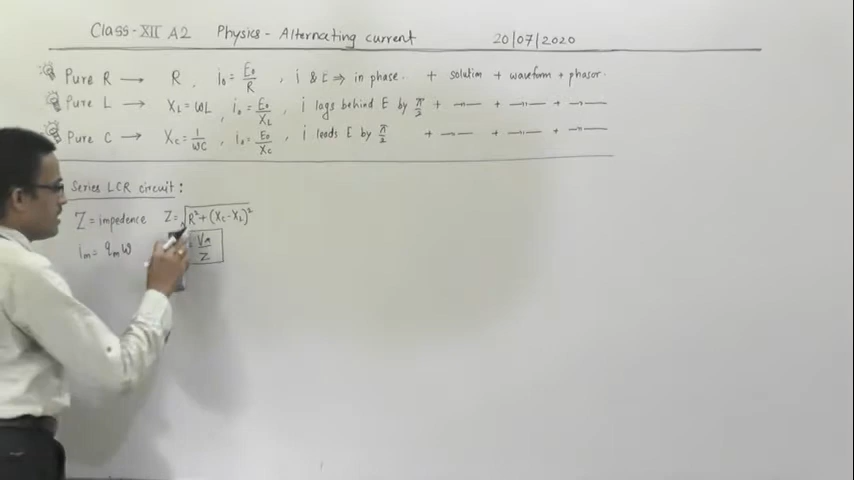 Class-XII A2 Physics - Alternating current 20/07/2020
Pure R → R, i₀ = E₀/R, i & E ⇒ in phase. + solution + waveform + phasor.
Pure L → X_L = ωL, i₀ = E₀/X_L, i lags behind E by π/2 + —〃— + —〃— + —〃—
Pure C → X_C = 1/ωC, i₀ = E₀/X_C, i leads E by π/2 + —〃— + —〃— + —〃—
Series LCR circuit:
Z = impedence Z = √R² + (X_C - X_L)²
i_m = q_m ω V_m/Z